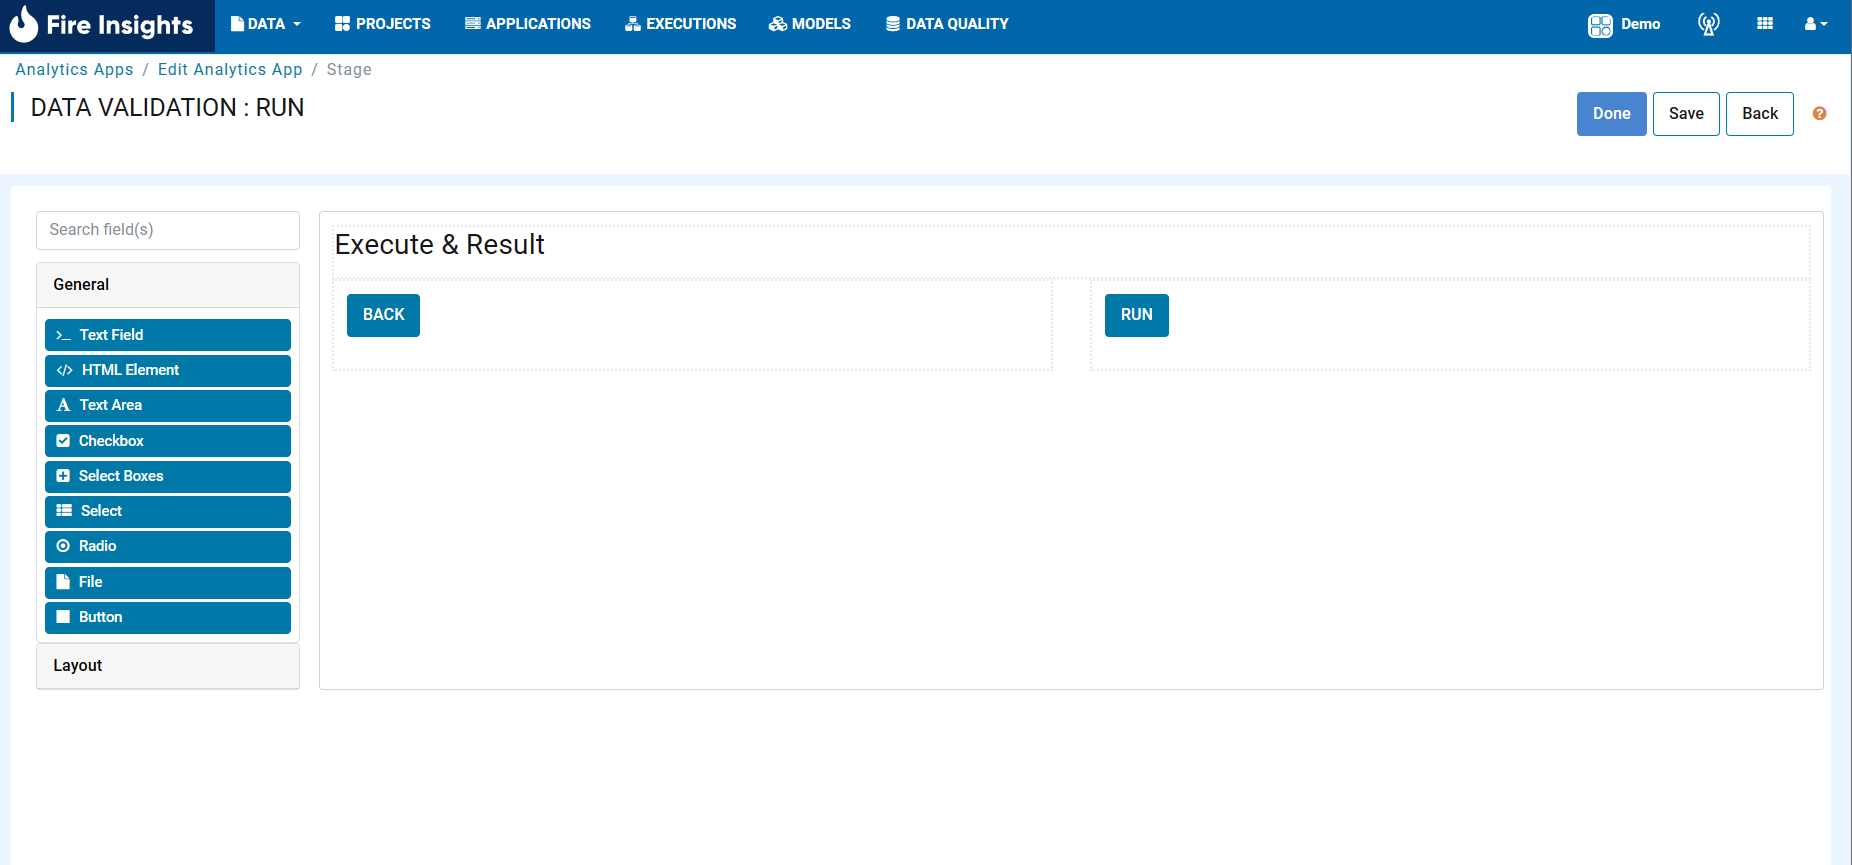 Fire Insights DATA PROJECTS APPLICATIONS EXECUTIONS MODELS DATA QUALITY Demo
Analytics Apps / Edit Analytics App / Stage
DATA VALIDATION : RUN
Done Save Back ?
Search field(s)
General
>_ Text Field
</> HTML Element
A Text Area
Checkbox
Select Boxes
Select
Radio
File
Button
Layout
Execute & Result
BACK RUN